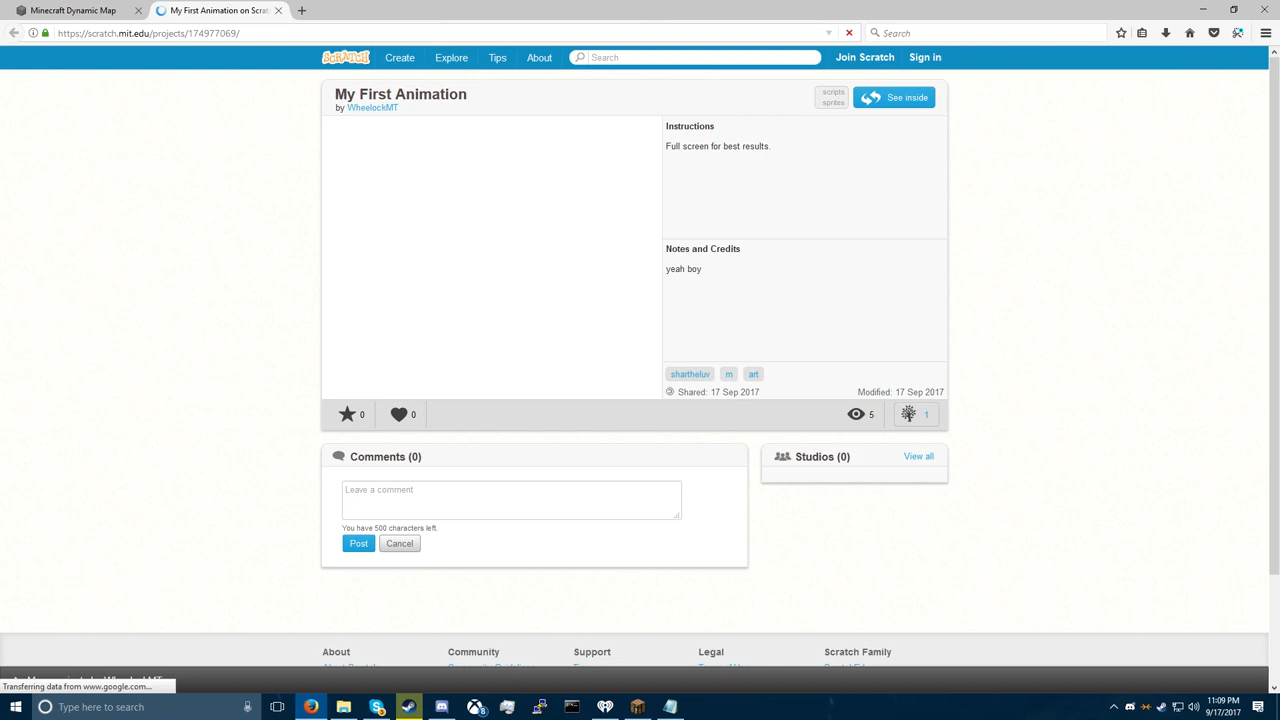 Minecraft Dynamic Map
My First Animation on Scrat
https://scratch.mit.edu/projects/174977069/
Search
SCRATCH
Create
Explore
Tips
About
Search
Join Scratch
Sign in
My First Animation
by WheelockMT
scripts
sprites
See inside
Instructions
Full screen for best results.
Notes and Credits
yeah boy
shartheluv
m
art
Shared: 17 Sep 2017
Modified: 17 Sep 2017
0
0
5
1
Comments (0)
Leave a comment
You have 500 characters left.
Post
Cancel
Studios (0)
View all
About
Community
Support
Legal
Scratch Family
Transferring data from www.google.com...
Type here to search
11:09 PM
9/17/2017